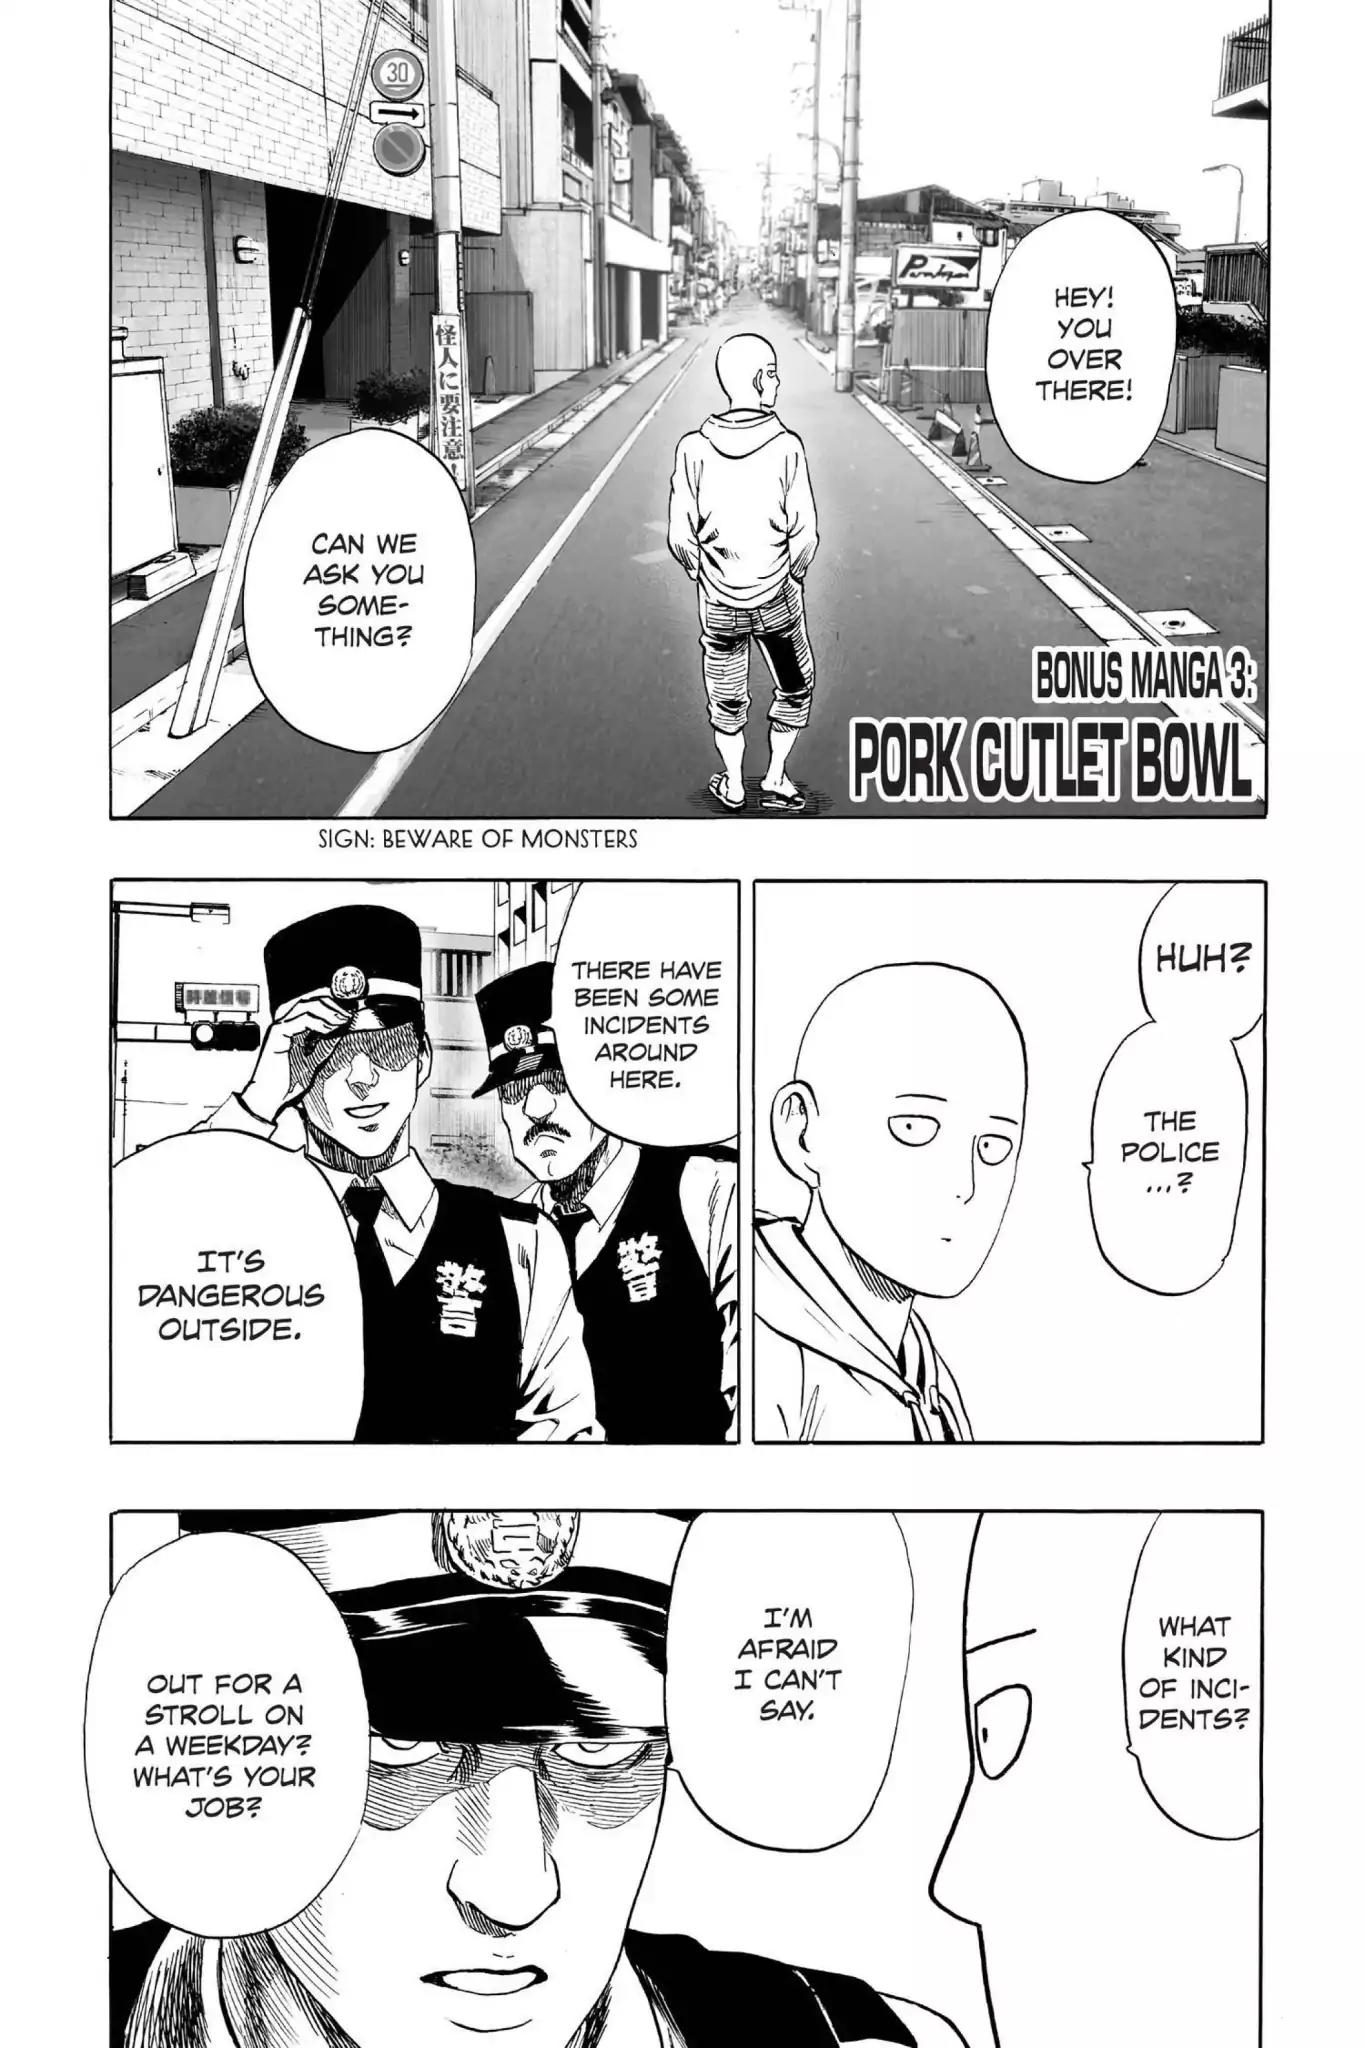 30
HEY!
YOU
OVER
THERE!
怪人に要注意!
CAN WE
ASK YOU
SOME-
THING?
BONUS MANGA 3:
PORK CUTLET BOWL
SIGN: BEWARE OF MONSTERS
HUH?
THE
POLICE
...?
THERE HAVE
BEEN SOME
INCIDENTS
AROUND
HERE.
警
警
IT'S
DANGEROUS
OUTSIDE.
WHAT
KIND
OF INCI-
DENTS?
I'M
AFRAID
I CAN'T
SAY.
OUT FOR A
STROLL ON
A WEEKDAY?
WHAT'S YOUR
JOB?